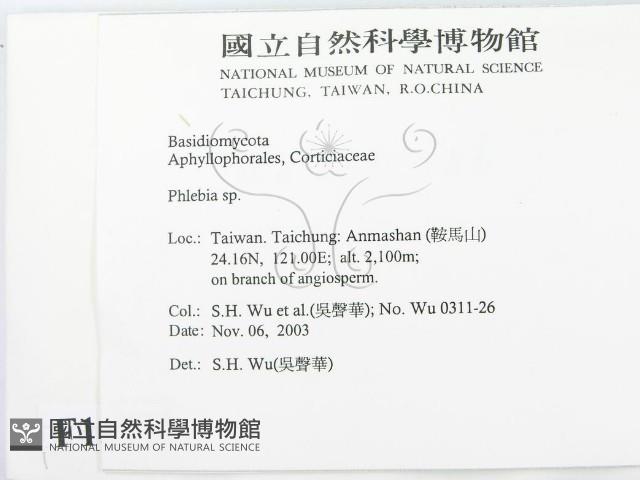 國立自然科學博物館
NATIONAL MUSEUM OF NATURAL SCIENCE
TAICHUNG, TAIWAN, R.O.CHINA
Basidiomycota
Aphyllophorales, Corticiaceae
Phlebia sp.
Loc.: Taiwan. Taichung: Anmashan (鞍馬山)
24.16N, 121.00E; alt. 2,100m;
on branch of angiosperm.
Col.: S.H. Wu et al.(吳聲華); No. Wu 0311-26
Date: Nov. 06, 2003
Det.: S.H. Wu(吳聲華)
國立自然科學博物館
NATIONAL MUSEUM OF NATURAL SCIENCE